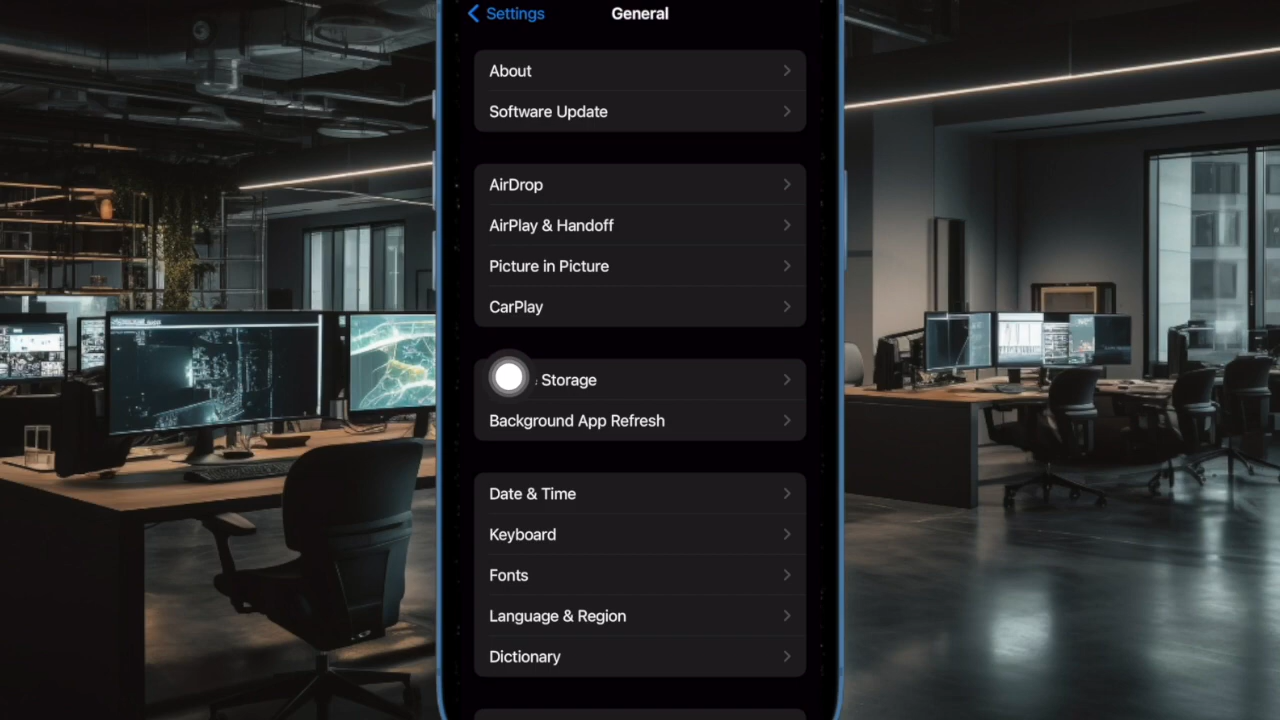 Settings
General
About
Software Update
AirDrop
AirPlay & Handoff
Picture in Picture
CarPlay
Storage
Background App Refresh
Date & Time
Keyboard
Fonts
Language & Region
Dictionary